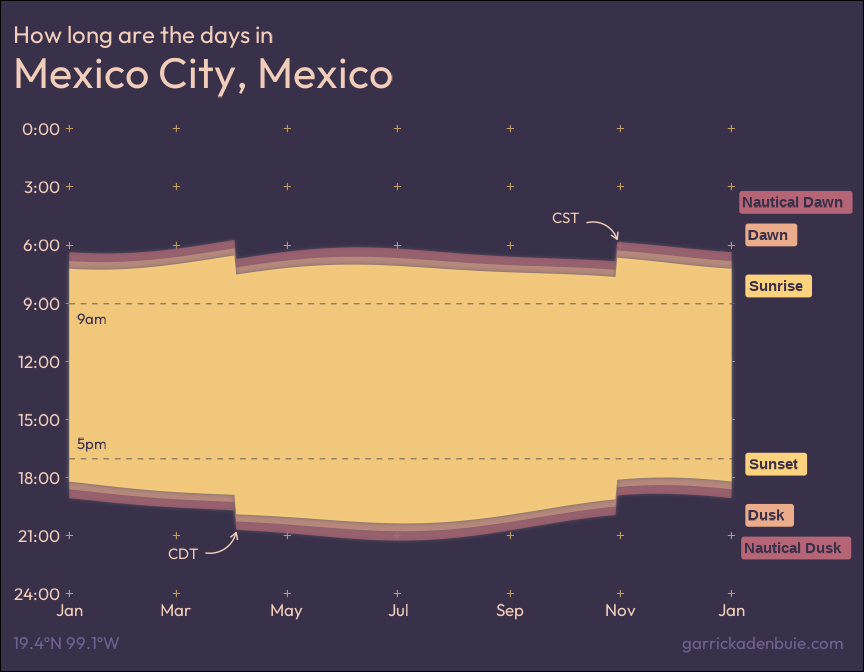 How long are the days in
Mexico City, Mexico
0:00
3:00
Nautical Dawn
CST
Dawn
6:00
Sunrise
9:00
9am
12:00
15:00
5pm
Sunset
18:00
Dusk
21:00
Nautical Dusk
CDT
24:00
Jan Mar May Jul Sep Nov Jan
19.4°N 99.1°W
garrickadenbuie.com